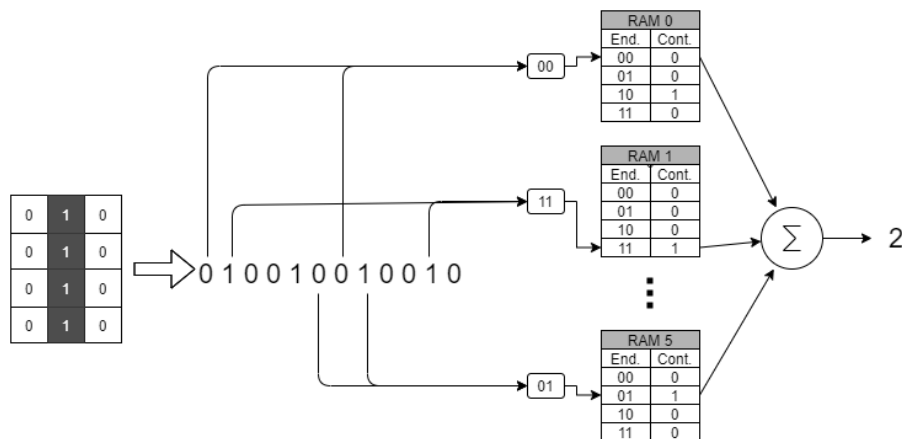 RAM 0
End. Cont.
00 0
01 0
10 1
11 0
00
RAM 1
End. Cont.
00 0
01 0
10 0
11 1
11
0 1 0
0 1 0
0 1 0
0 1 0
0 1 0 0 1 0 0 1 0 0 1 0
Σ
2
RAM 5
End. Cont.
00 0
01 1
10 0
11 0
01